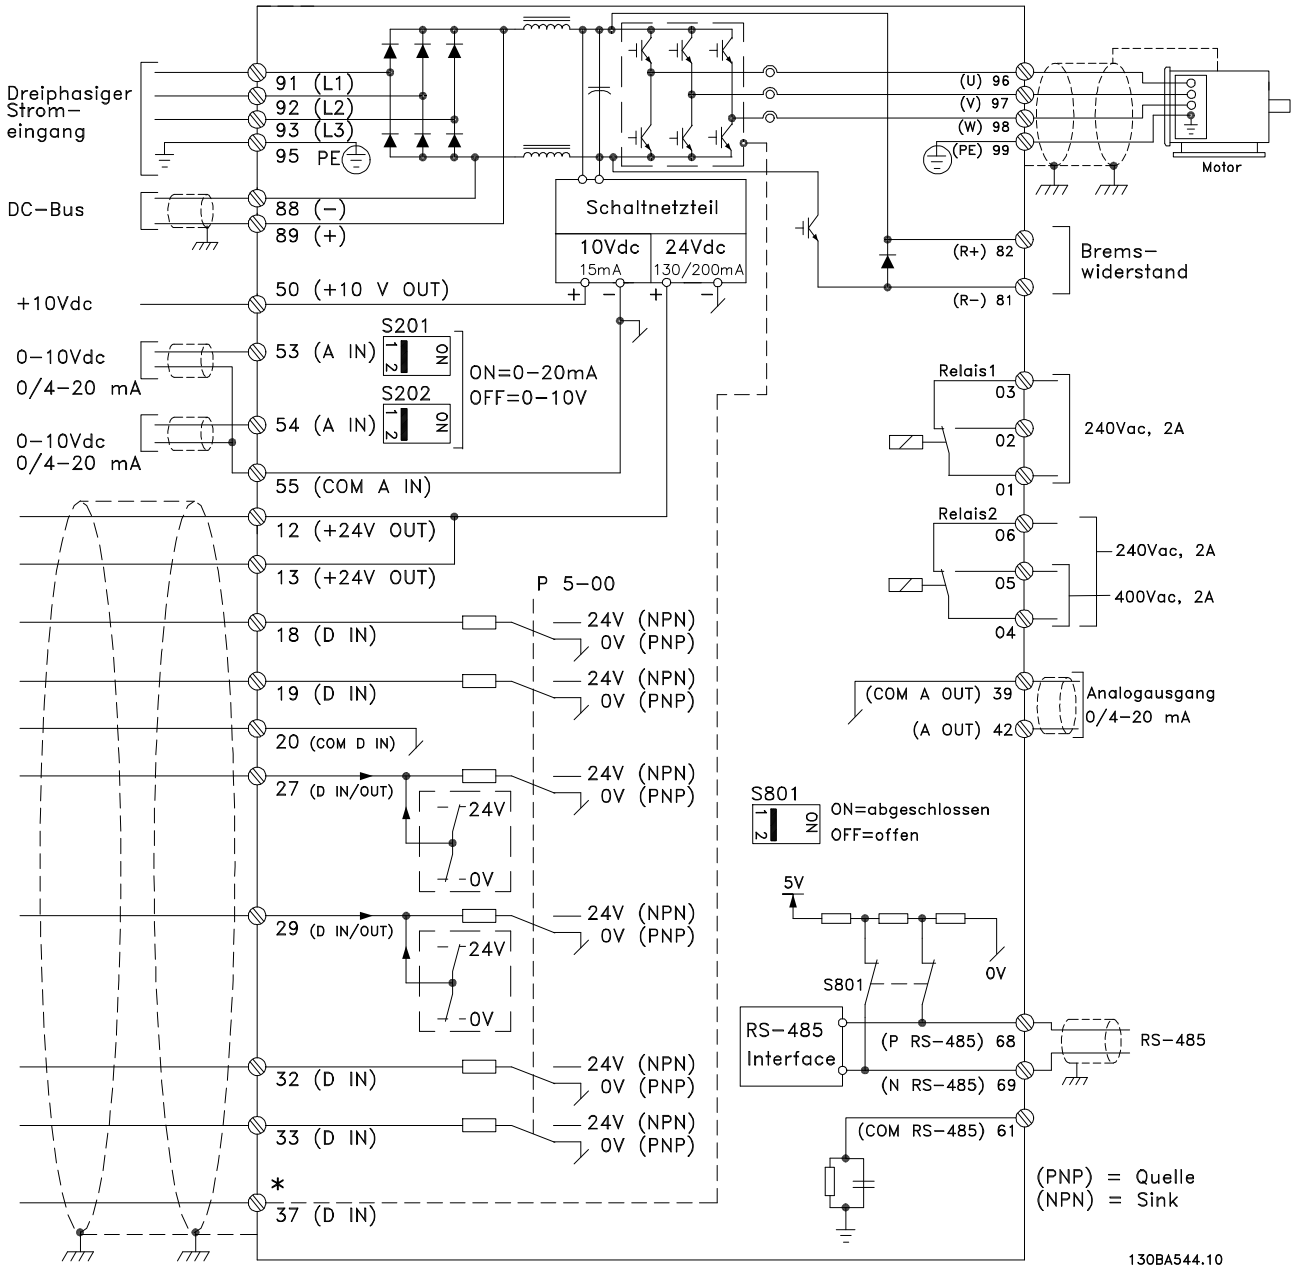 Dreiphasiger
Strom-
eingang
91 (L1)
92 (L2)
93 (L3)
95 PE
DC-Bus
88 (-)
89 (+)
+10Vdc
50 (+10 V OUT)
0-10Vdc
0/4-20 mA
53 (A IN)
S201
1
2
ON
ON=0-20mA
OFF=0-10V
0-10Vdc
0/4-20 mA
54 (A IN)
S202
1
2
ON
55 (COM A IN)
12 (+24V OUT)
13 (+24V OUT)
P 5-00
18 (D IN)
24V (NPN)
0V (PNP)
19 (D IN)
24V (NPN)
0V (PNP)
20 (COM D IN)
27 (D IN/OUT)
24V (NPN)
0V (PNP)
24V
0V
29 (D IN/OUT)
24V (NPN)
0V (PNP)
24V
0V
32 (D IN)
24V (NPN)
0V (PNP)
33 (D IN)
24V (NPN)
0V (PNP)
*
37 (D IN)
Schaltnetzteil
10Vdc
15mA
24Vdc
130/200mA
+ - + -
(U) 96
(V) 97
(W) 98
(PE) 99
Motor
(R+) 82
(R-) 81
Brems-
widerstand
Relais1
03
02
01
240Vac, 2A
Relais2
06
05
04
240Vac, 2A
400Vac, 2A
(COM A OUT) 39
(A OUT) 42
Analogausgang
0/4-20 mA
S801
1
2
ON
ON=abgeschlossen
OFF=offen
5V
0V
S801
RS-485
Interface
(P RS-485) 68
(N RS-485) 69
RS-485
(COM RS-485) 61
(PNP) = Quelle
(NPN) = Sink
130BA544.10